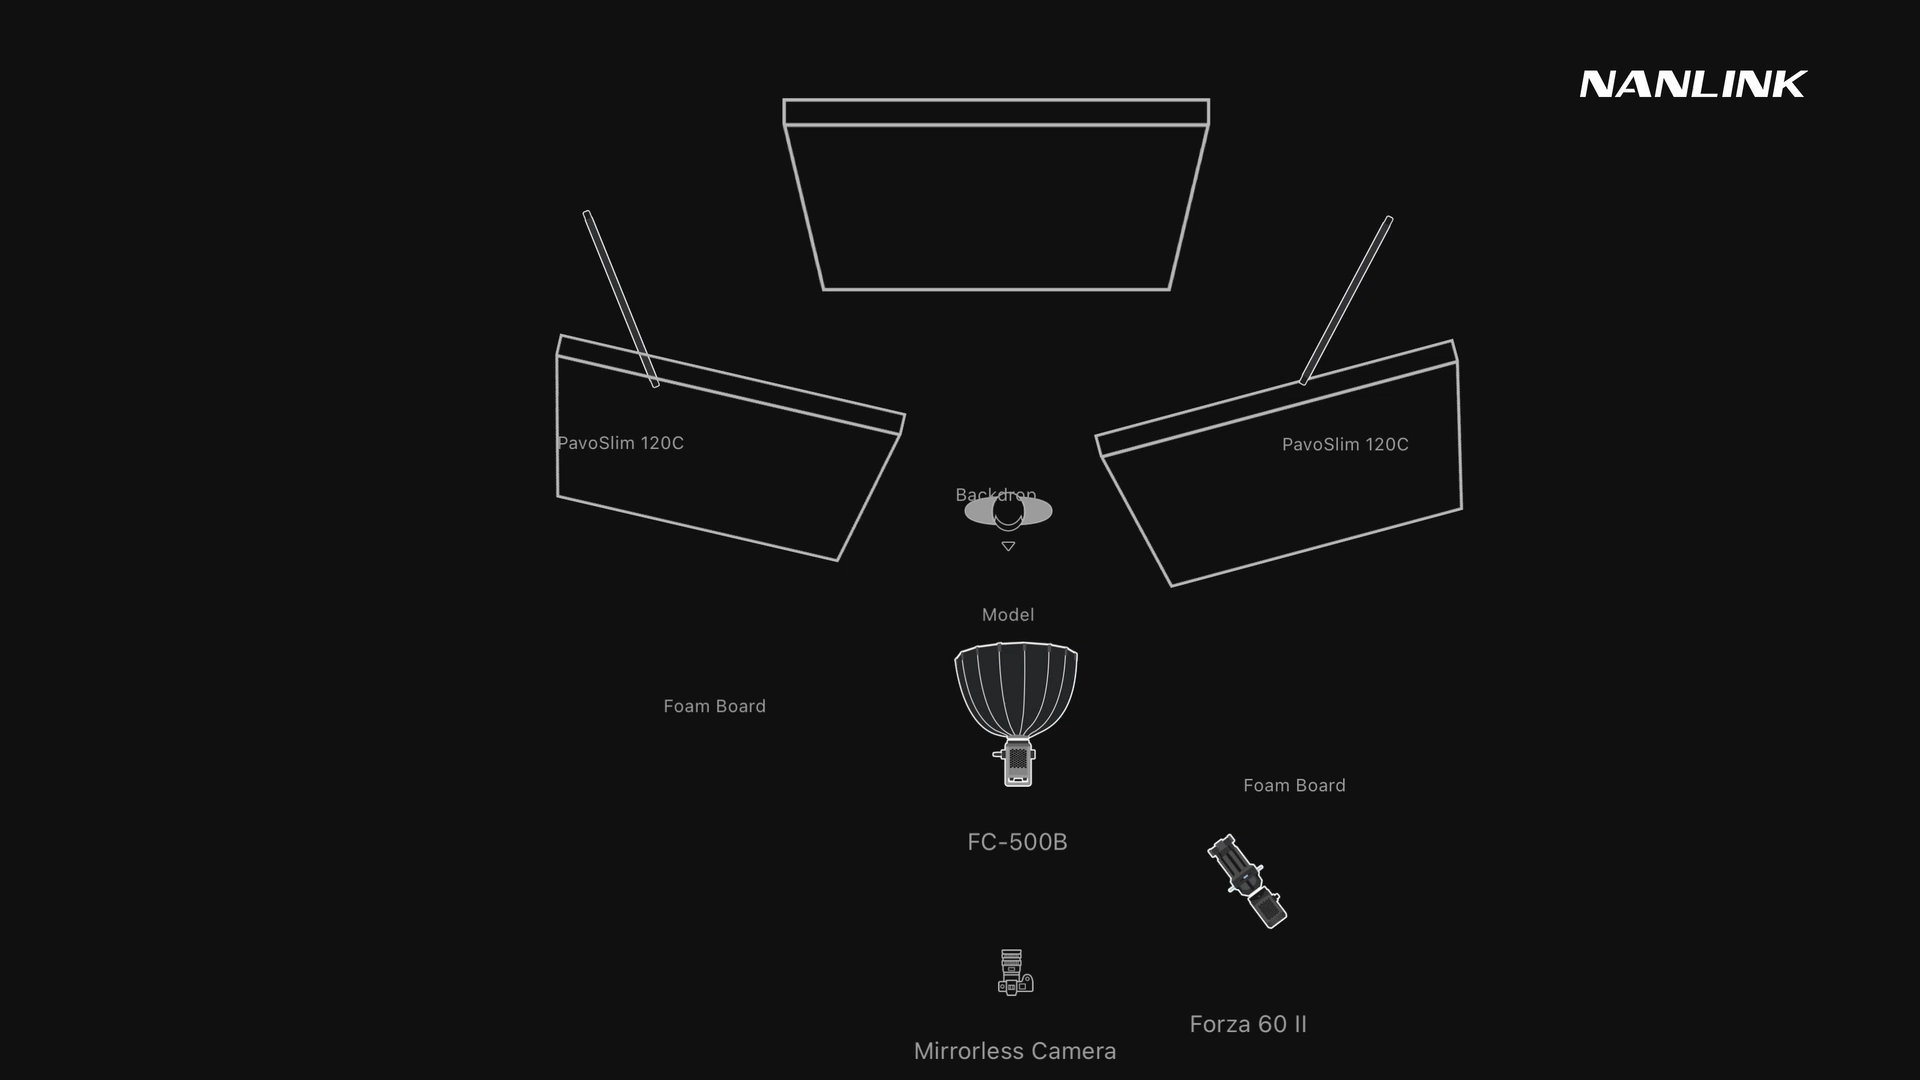 NANLINK
PavoSlim 120C
PavoSlim 120C
Backdrop
Model
Foam Board
Foam Board
FC-500B
Forza 60 II
Mirrorless Camera